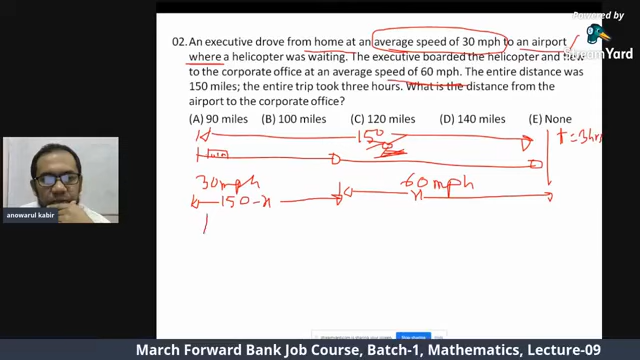 Powered by
StreamYard
02. An executive drove from home at an average speed of 30 mph to an airport
where a helicopter was waiting. The executive boarded the helicopter and flew
to the corporate office at an average speed of 60 mph. The entire distance was
150 miles; the entire trip took three hours. What is the distance from the
airport to the corporate office?
(A) 90 miles (B) 100 miles (C) 120 miles (D) 140 miles (E) None
150
t = 3hrs
30mph
60 mph
150-x
x
anowarul kabir
March Forward Bank Job Course, Batch-1, Mathematics, Lecture-09